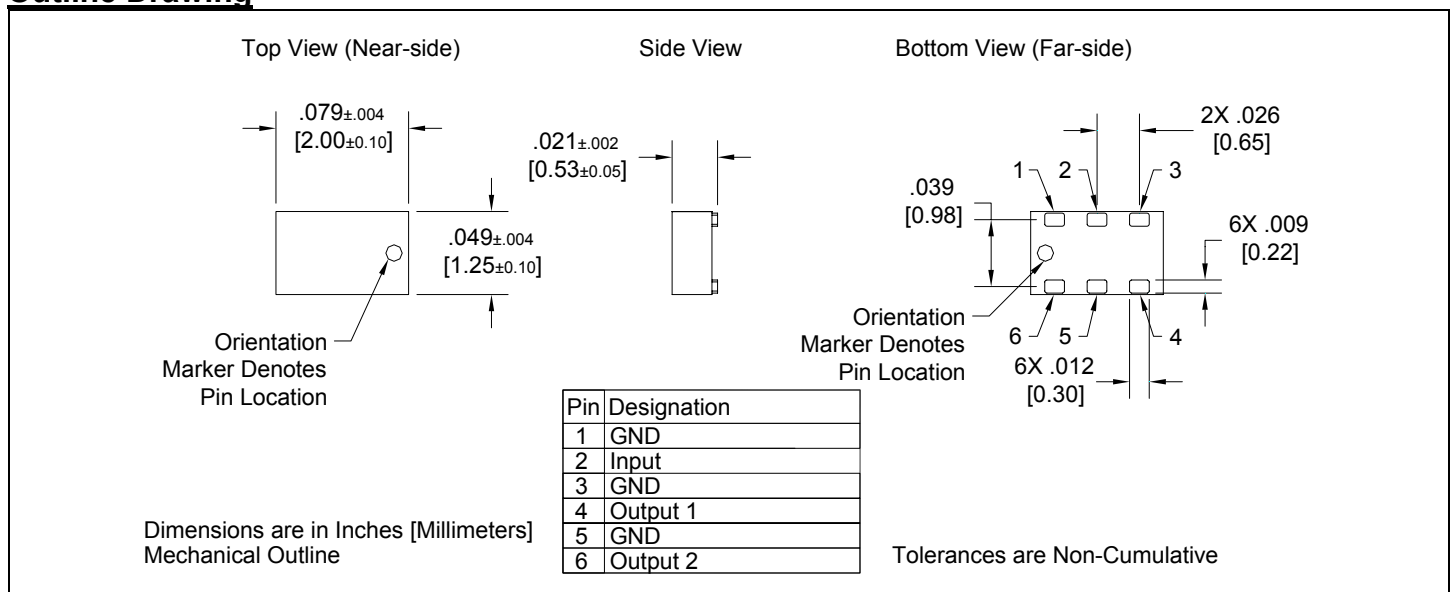 Outline Drawing
Top View (Near-side)
Side View
Bottom View (Far-side)
.079±.004
[2.00±0.10]
.049±.004
[1.25±0.10]
Orientation
Marker Denotes
Pin Location
.021±.002
[0.53±0.05]
2X .026
[0.65]
1
2
3
.039
[0.98]
6X .009
[0.22]
Orientation
Marker Denotes
Pin Location
6
5
4
6X .012
[0.30]
Pin Designation
1 GND
2 Input
3 GND
4 Output 1
5 GND
6 Output 2
Dimensions are in Inches [Millimeters]
Mechanical Outline
Tolerances are Non-Cumulative